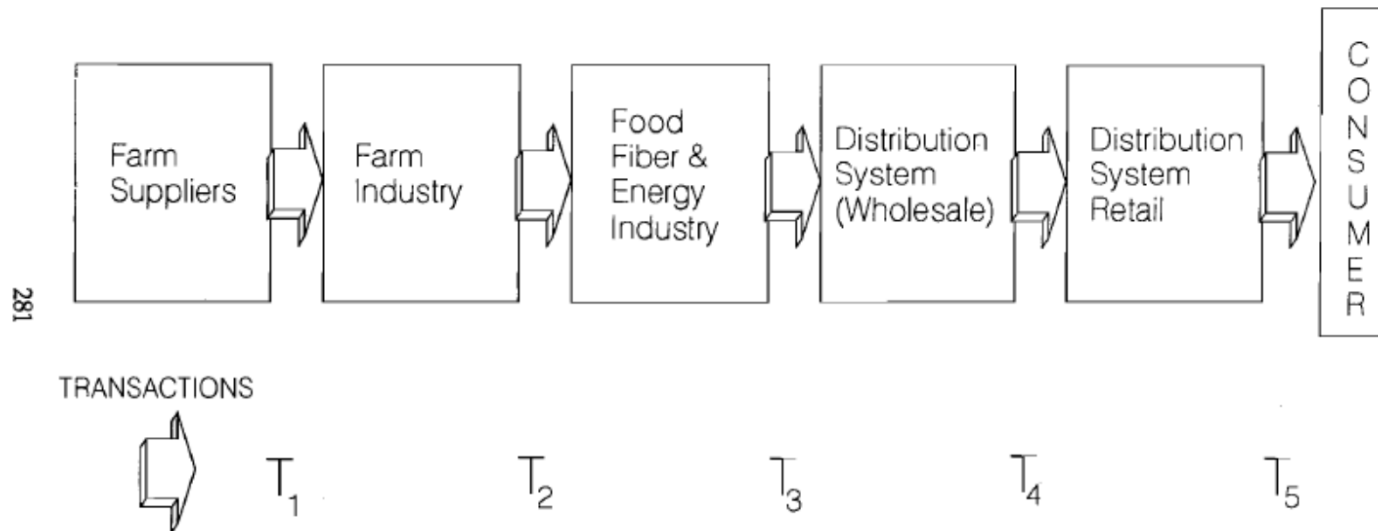 Farm
Suppliers
Farm
Industry
Food
Fiber &
Energy
Industry
Distribution
System
(Wholesale)
Distribution
System
Retail
CONSUMER
281
TRANSACTIONS
T1
T2
T3
T4
T5